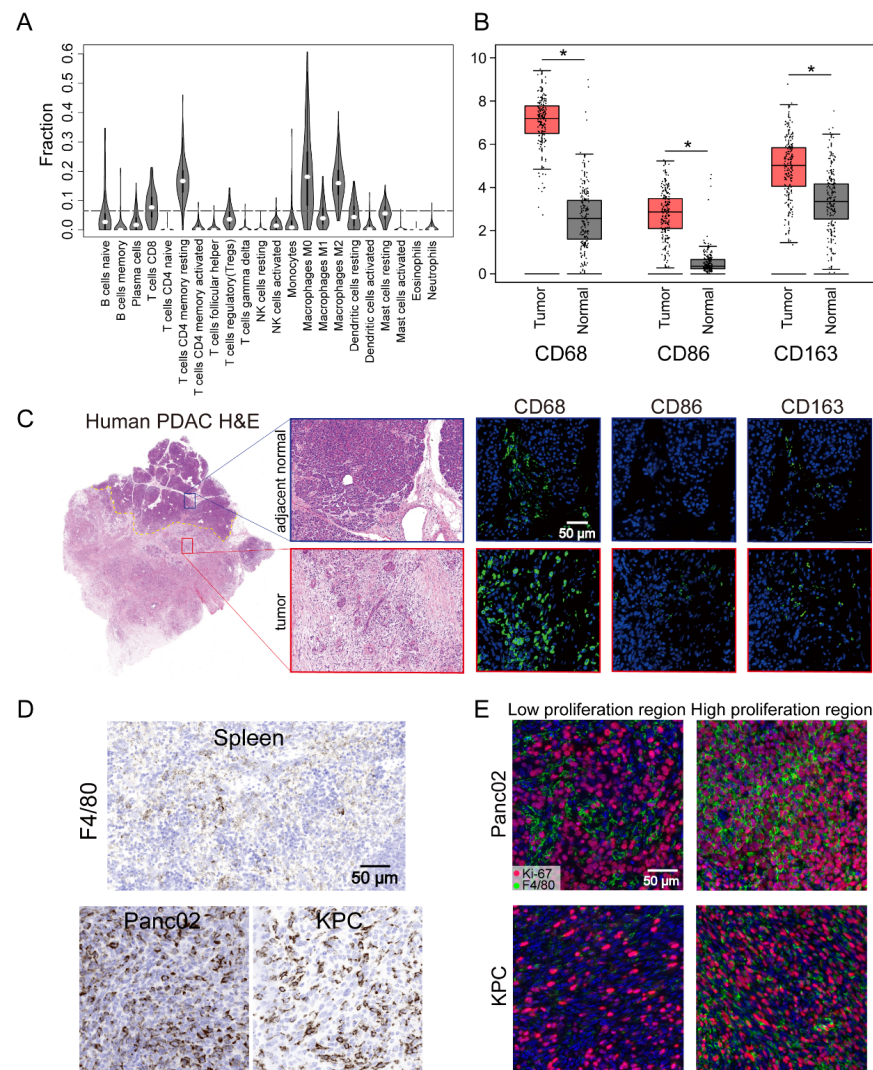 A
Fraction
0.6
0.5
0.4
0.3
0.2
0.1
0.0
B cells naive
B cells memory
Plasma cells
T cells CD8
T cells CD4 naive
T cells CD4 memory resting
T cells CD4 memory activated
T cells follicular helper
T cells regulatory(Tregs)
T cells gamma delta
NK cells resting
NK cells activated
Monocytes
Macrophages M0
Macrophages M1
Macrophages M2
Dendritic cells resting
Dendritic cells activated
Mast cells resting
Mast cells activated
Eosinophils
Neutrophils
B
10
8
6
4
2
0
*
*
*
Tumor
Normal
Tumor
Normal
Tumor
Normal
CD68
CD86
CD163
C
Human PDAC H&E
adjacent normal
tumor
CD68
CD86
CD163
50 µm
D
F4/80
Spleen
50 µm
Panc02
KPC
E
Low proliferation region
High proliferation region
Panc02
Ki-67
F4/80
50 µm
KPC